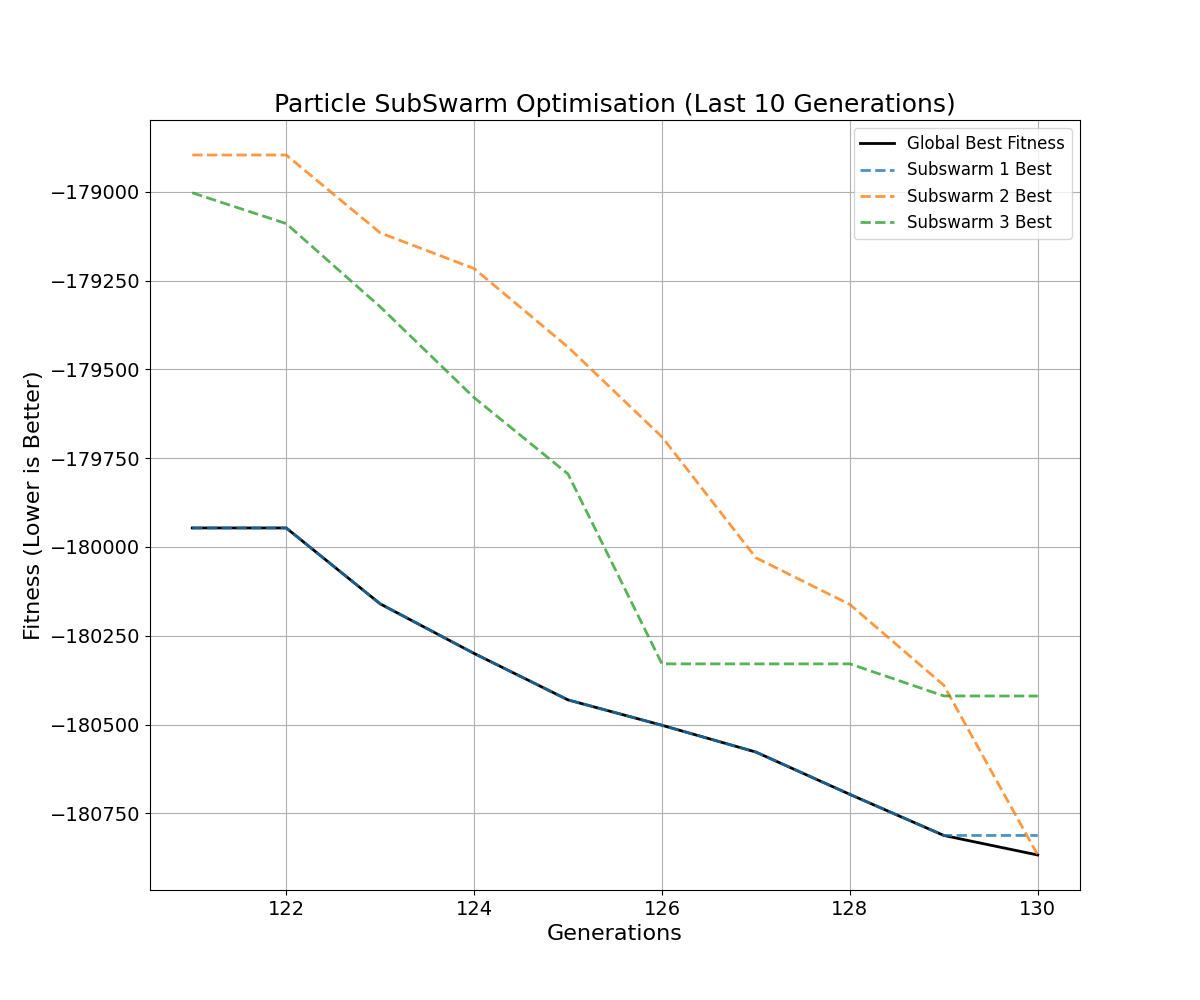 Particle SubSwarm Optimisation (Last 10 Generations)
Global Best Fitness
Subswarm 1 Best
Subswarm 2 Best
Subswarm 3 Best
−179000
−179250
−179500
−179750
−180000
−180250
−180500
−180750
Fitness (Lower is Better)
122 124 126 128 130
Generations